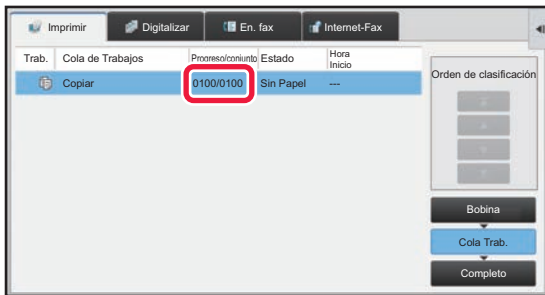 Imprimir
Digitalizar
En. fax
Internet-Fax
Trab. Cola de Trabajos Progreso/conjunto Estado Hora Inicio
Copiar 0100/0100 Sin Papel ---
Orden de clasificación
Bobina
Cola Trab.
Completo